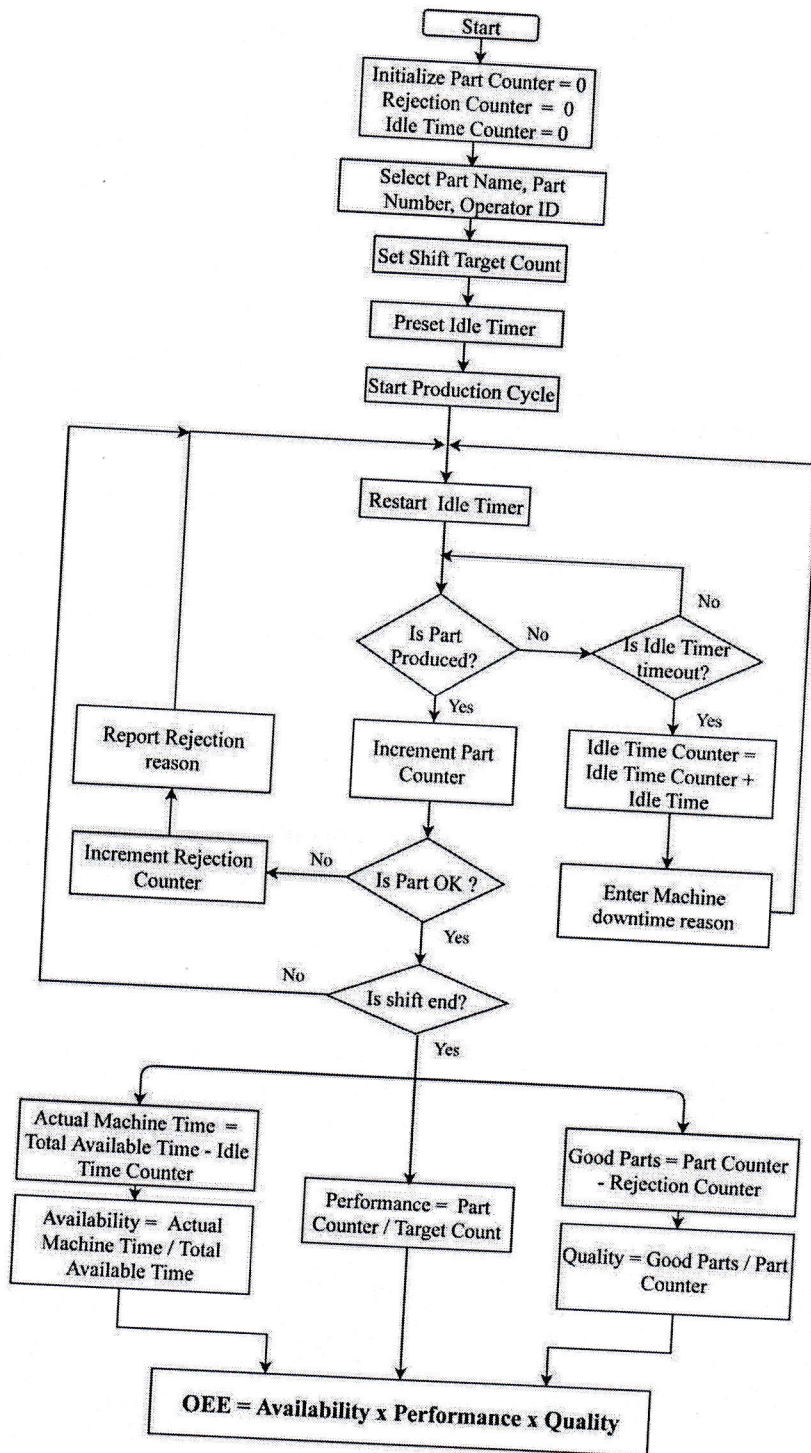 Start
Initialize Part Counter = 0
Rejection Counter = 0
Idle Time Counter = 0
Select Part Name, Part
Number, Operator ID
Set Shift Target Count
Preset Idle Timer
Start Production Cycle
Restart Idle Timer
No
Is Part
Produced?
No
Is Idle Timer
timeout?
Yes
Yes
Report Rejection
reason
Increment Part
Counter
Idle Time Counter =
Idle Time Counter +
Idle Time
Increment Rejection
Counter
No
Is Part OK ?
Enter Machine
downtime reason
Yes
No
Is shift end?
Yes
Actual Machine Time =
Total Available Time - Idle
Time Counter
Good Parts = Part Counter
- Rejection Counter
Availability = Actual
Machine Time / Total
Available Time
Performance = Part
Counter / Target Count
Quality = Good Parts / Part
Counter
OEE = Availability x Performance x Quality